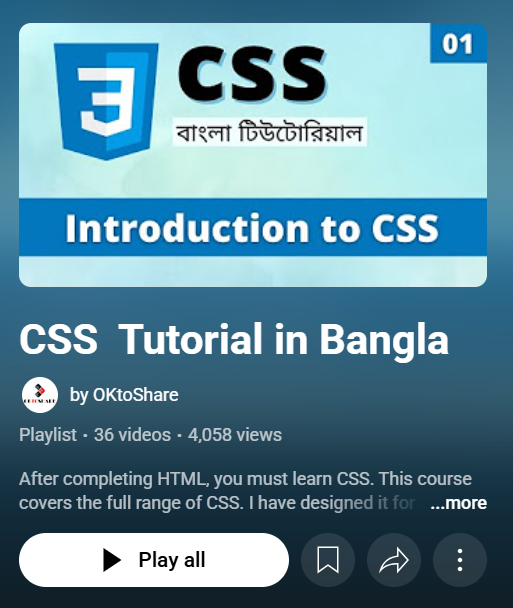 01
3
CSS
বাংলা টিউটোরিয়াল
Introduction to CSS
CSS Tutorial in Bangla
OKTOSHARE
by OKtoShare
Playlist • 36 videos • 4,058 views
After completing HTML, you must learn CSS. This course
covers the full range of CSS. I have designed it for ...more
Play all